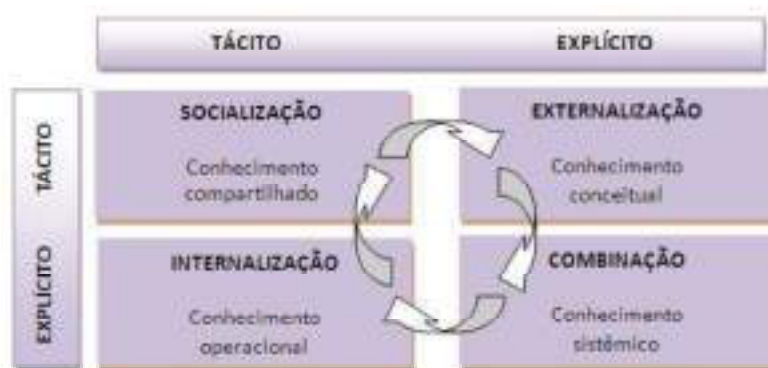 TÁCITO
EXPLÍCITO
TÁCITO
EXPLÍCITO
SOCIALIZAÇÃO
Conhecimento
compartilhado
EXTERNALIZAÇÃO
Conhecimento
conceitual
INTERNALIZAÇÃO
Conhecimento
operacional
COMBINAÇÃO
Conhecimento
sistêmico